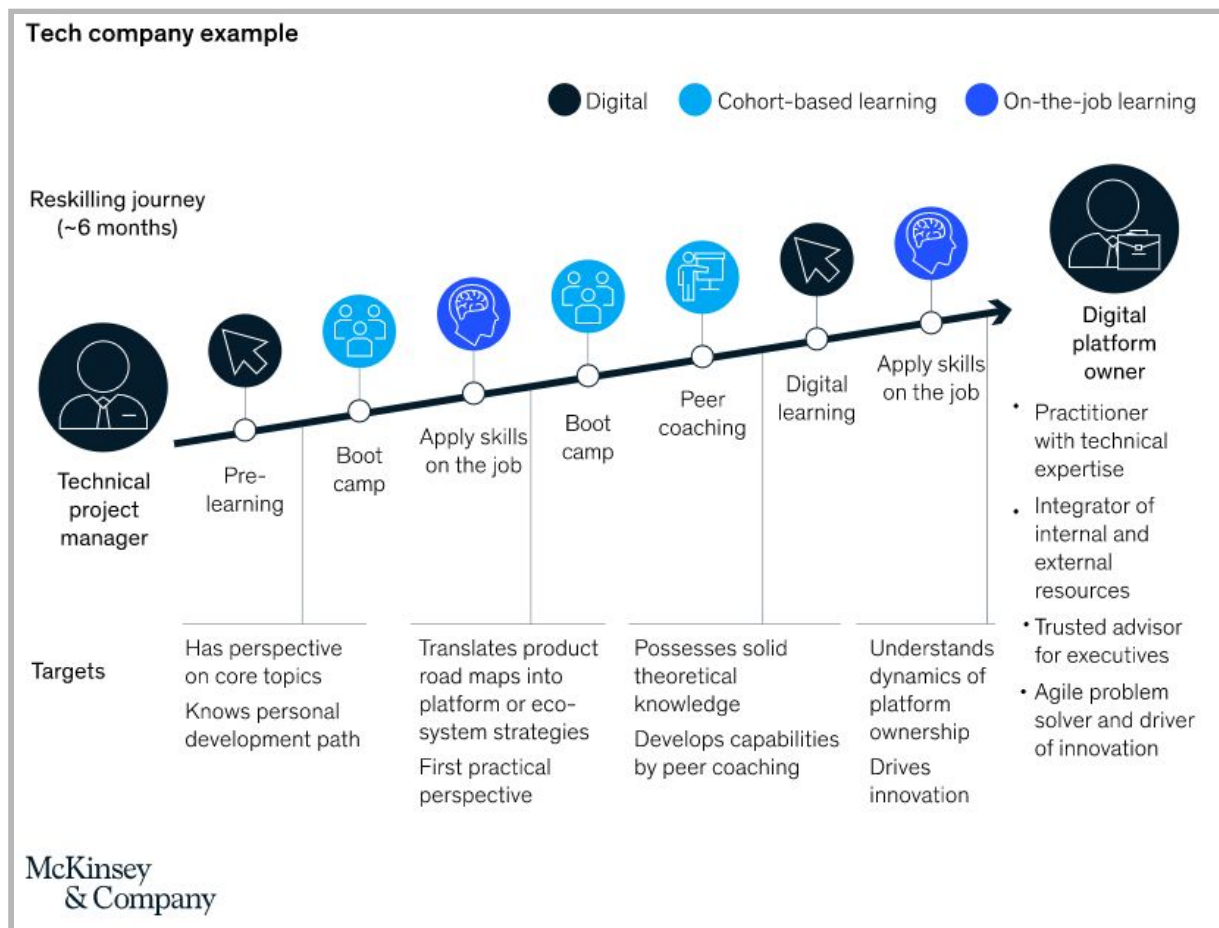 Tech company example
Digital
Cohort-based learning
On-the-job learning
Reskilling journey
(~6 months)
Technical
project
manager
Pre-
learning
Boot
camp
Apply skills
on the job
Boot
camp
Peer
coaching
Digital
learning
Apply skills
on the job
Digital
platform
owner
• Practitioner
with technical
expertise
• Integrator of
internal and
external
resources
• Trusted advisor
for executives
• Agile problem
solver and driver
of innovation
Targets
Has perspective
on core topics
Knows personal
development path
Translates product
road maps into
platform or eco-
system strategies
First practical
perspective
Possesses solid
theoretical
knowledge
Develops capabilities
by peer coaching
Understands
dynamics of
platform
ownership
Drives
innovation
McKinsey
& Company